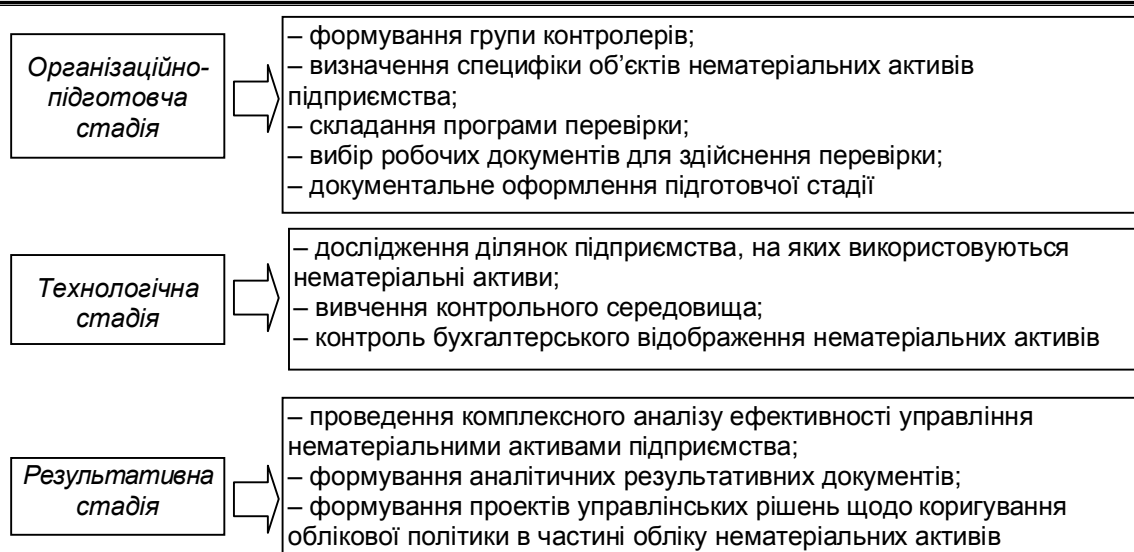 Організаційно-
підготовча
стадія
– формування групи контролерів;
– визначення специфіки об’єктів нематеріальних активів
підприємства;
– складання програми перевірки;
– вибір робочих документів для здійснення перевірки;
– документальне оформлення підготовчої стадії
Технологічна
стадія
– дослідження ділянок підприємства, на яких використовуються
нематеріальні активи;
– вивчення контрольного середовища;
– контроль бухгалтерського відображення нематеріальних активів
Результативна
стадія
– проведення комплексного аналізу ефективності управління
нематеріальними активами підприємства;
– формування аналітичних результативних документів;
– формування проектів управлінських рішень щодо коригування
облікової політики в частині обліку нематеріальних активів